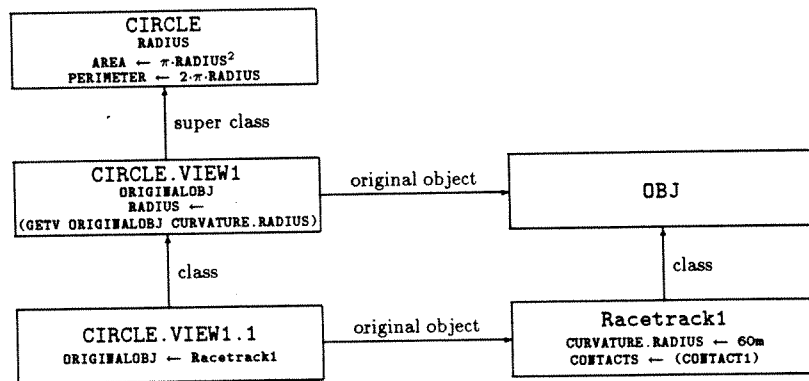 CIRCLE
RADIUS
AREA ← π·RADIUS²
PERIMETER ← 2·π·RADIUS
super class
CIRCLE.VIEW1
ORIGINALOBJ
RADIUS ←
(GETV ORIGINALOBJ CURVATURE.RADIUS)
original object
OBJ
class
class
CIRCLE.VIEW1.1
ORIGINALOBJ ← Racetrack1
original object
Racetrack1
CURVATURE.RADIUS ← 60m
CONTACTS ← (CONTACT1)